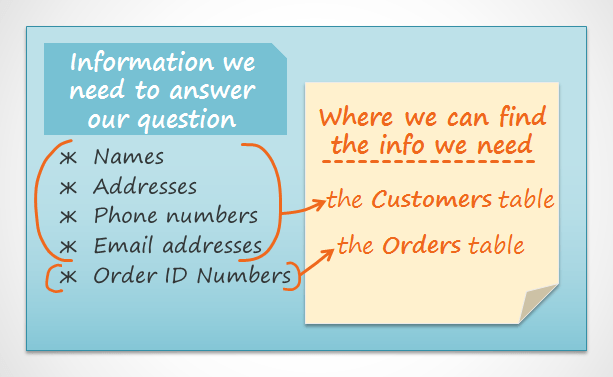 Information we
need to answer
our question
Names
Addresses
Phone numbers
Email addresses
Order ID Numbers
Where we can find
the info we need
the Customers table
the Orders table